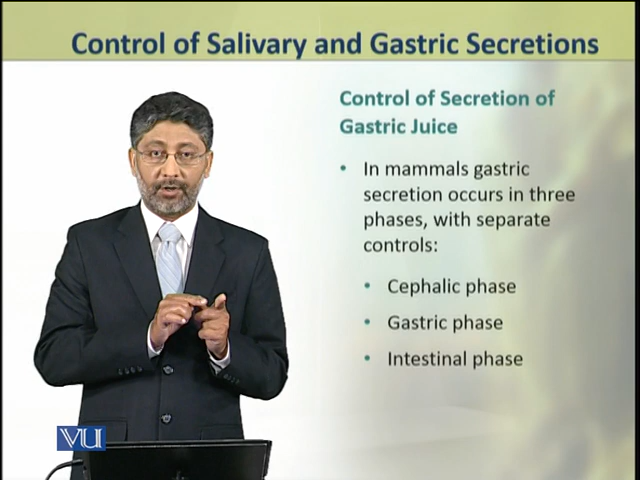 Control of Salivary and Gastric Secretions
Control of Secretion of
Gastric Juice
• In mammals gastric
secretion occurs in three
phases, with separate
controls:
• Cephalic phase
• Gastric phase
• Intestinal phase
VU